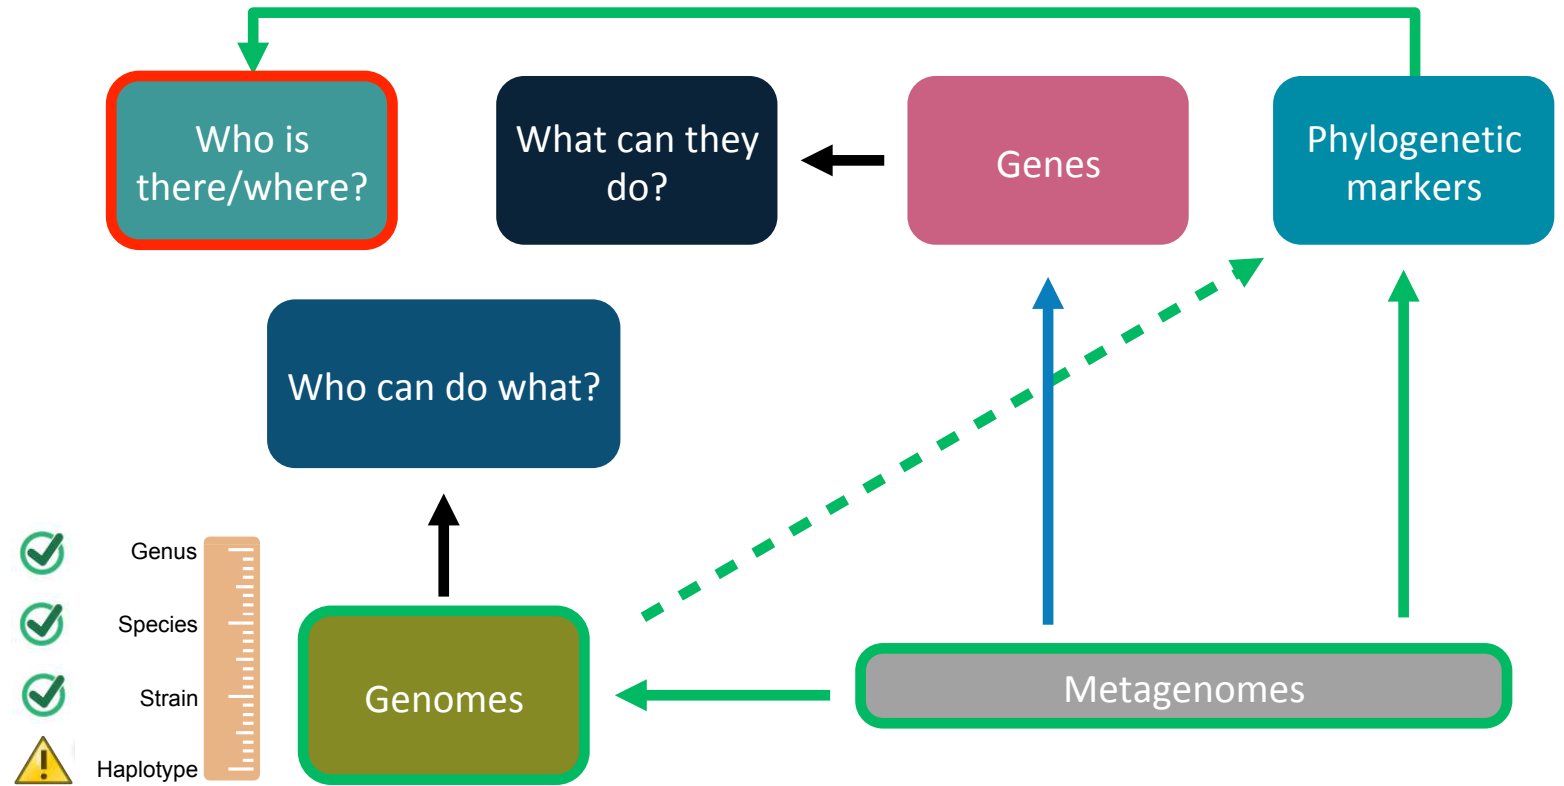 Who is
there/where?
What can they
do?
Genes
Phylogenetic
markers
Who can do what?
Genus
Species
Strain
Haplotype
Genomes
Metagenomes